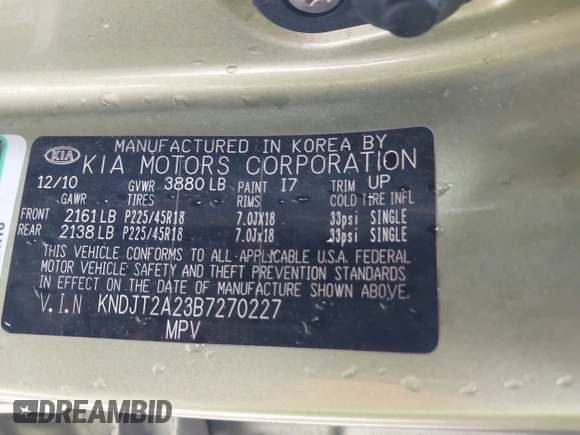 MANUFACTURED IN KOREA BY
KIA KIA MOTORS CORPORATION
12/10 GVWR 3880 LB PAINT I7 TRIM UP
GAWR TIRES RIMS COLD TIRE INFL
FRONT 2161 LB P225/45R18 7.0JX18 33psi SINGLE
REAR 2138 LB P225/45R18 7.0Jx18 33psi SINGLE
THIS VEHICLE CONFORMS TO ALL APPLICABLE U.S.A. FEDERAL
MOTOR VEHICLE SAFETY AND THEFT PREVENTION STANDARDS
IN EFFECT ON THE DATE OF MANUFACTURE SHOWN ABOVE.
V.I.N KNDJT2A23B7270227
MPV
DREAMBID